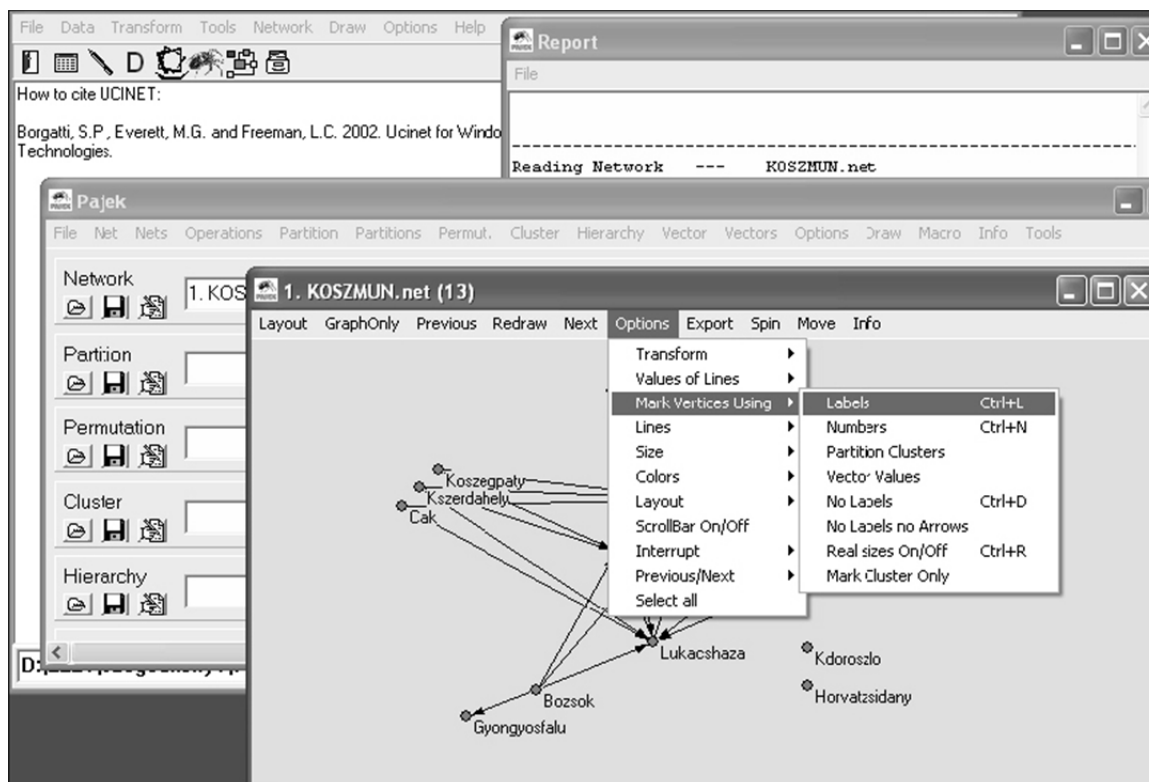 File Data Transform Tools Network Draw Options Help
D
How to cite UCINET:
Borgatti, S.P., Everett, M.G. and Freeman, L.C. 2002. Ucinet for Windo
Technologies.
Report
File
Reading Network --- KOSZMUN.net
Pajek
File Net Nets Operations Partition Partitions Permut. Cluster Hierarchy Vector Vectors Options Draw Macro Info Tools
Network
1. KOS
Partition
Permutation
Cluster
Hierarchy
1. KOSZMUN.net (13)
Layout GraphOnly Previous Redraw Next Options Export Spin Move Info
Transform
Values of Lines
Mark Vertices Using
Lines
Size
Colors
Layout
ScrollBar On/Off
Interrupt
Previous/Next
Select all
Labels Ctrl+L
Numbers Ctrl+N
Partition Clusters
Vector Values
No Labels Ctrl+D
No Labels no Arrows
Real sizes On/Off Ctrl+R
Mark Cluster Only
Koszegpaty
Kszerdahely
Cak
Lukacshaza
Kdoroszlo
Horvatzsidany
Bozsok
Gyongyosfalu